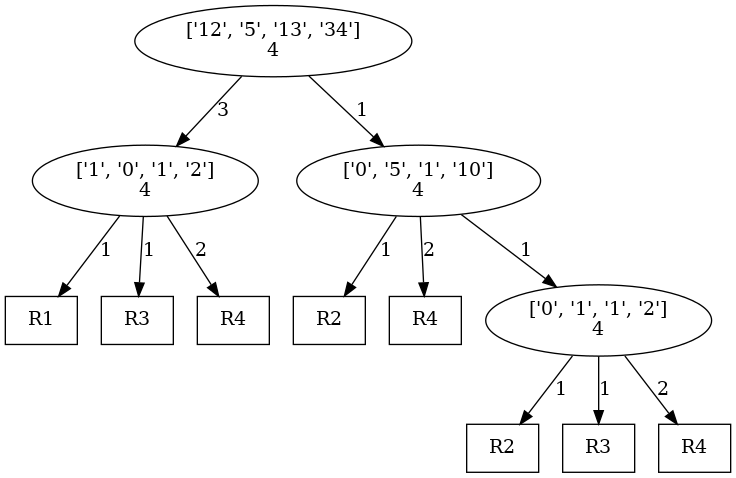 ['12', '5', '13', '34']
4
3
1
['1', '0', '1', '2']
4
['0', '5', '1', '10']
4
1
1
2
1
2
1
R1
R3
R4
R2
R4
['0', '1', '1', '2']
4
1
1
2
R2
R3
R4